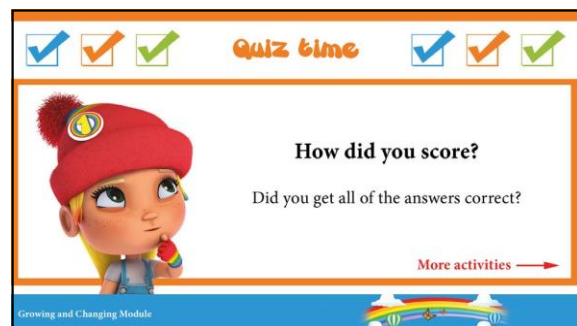 Quiz time
How did you score?
Did you get all of the answers correct?
More activities
Growing and Changing Module